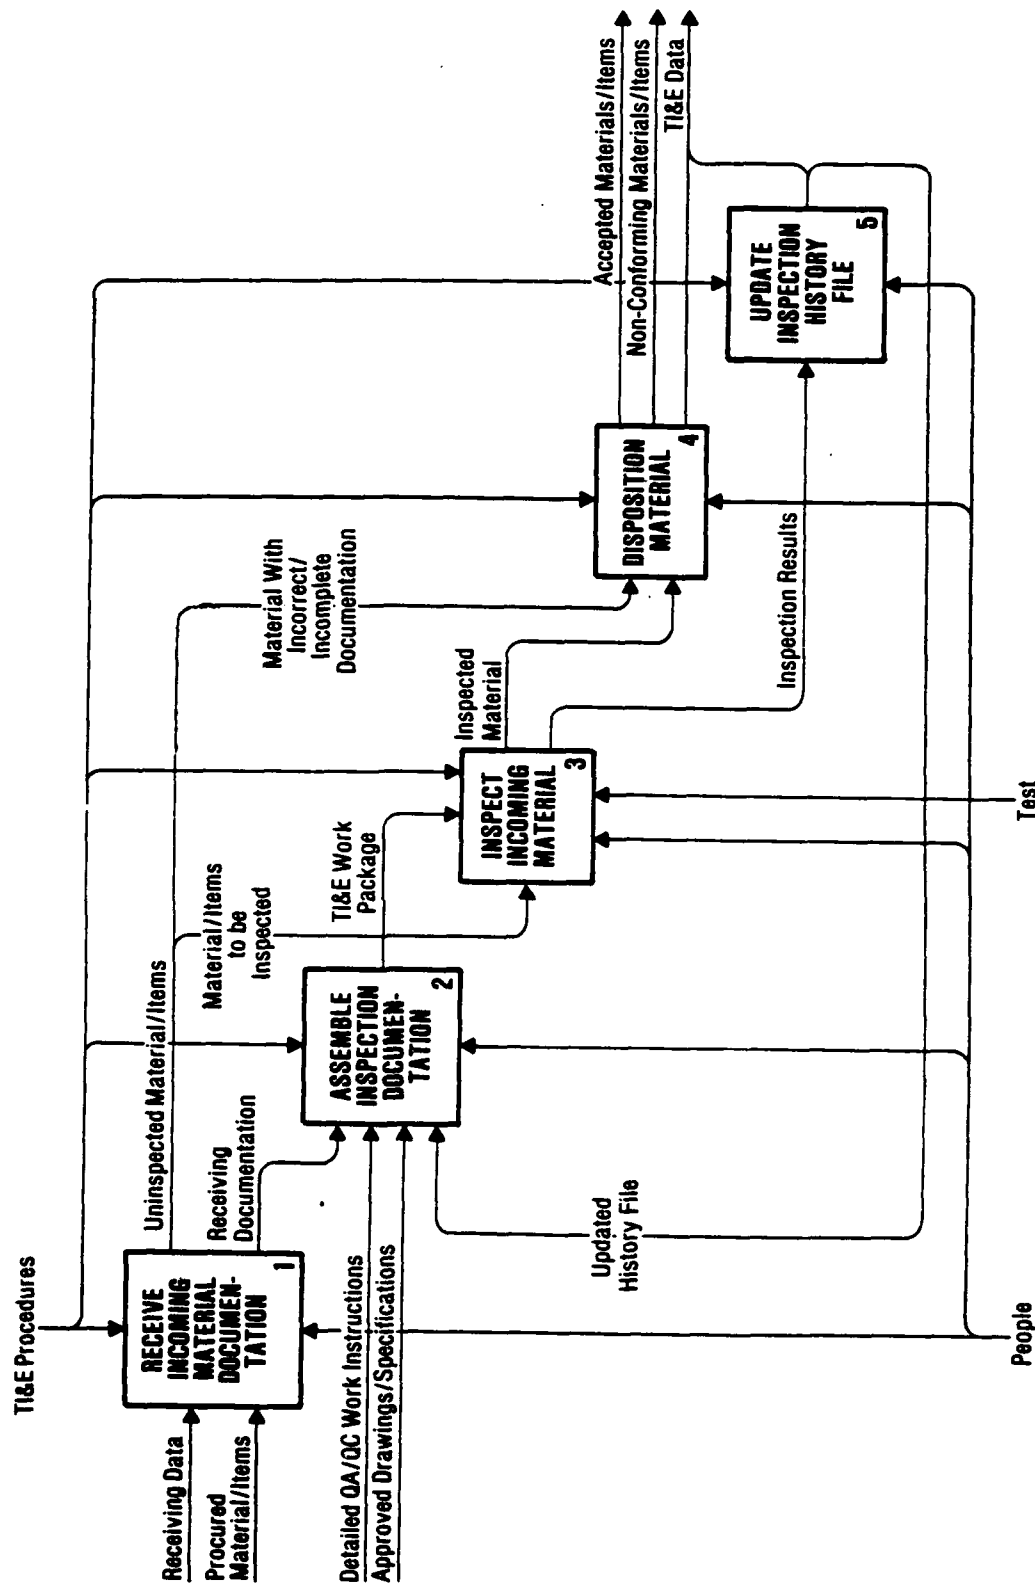 TI&E Procedures
Receiving Data
Procured
Material/Items
RECEIVE
INCOMING
MATERIAL
DOCUMEN-
TATION
1
Uninspected Material/Items
Receiving
Documentation
Detailed QA/QC Work Instructions
Approved Drawings/Specifications
Updated
History File
ASSEMBLE
INSPECTION
DOCUMEN-
TATION
2
Material/Items
to be
Inspected
TI&E Work
Package
INSPECT
INCOMING
MATERIAL
3
Inspected
Material
Material With
Incorrect/
Incomplete
Documentation
Inspection Results
DISPOSITION
MATERIAL
4
UPDATE
INSPECTION
HISTORY
FILE
5
Accepted Materials/Items
Non-Conforming Materials/Items
TI&E Data
People
Test